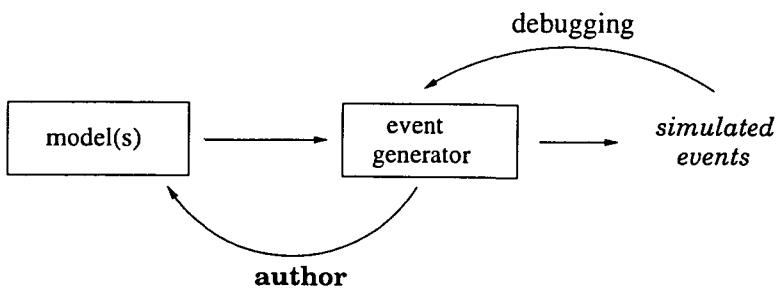 debugging
model(s)
event
generator
simulated
events
author